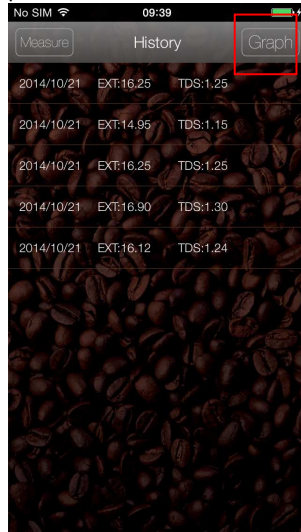 No SIM 09:39
Measure History Graph
2014/10/21 EXT:16.25 TDS:1.25
2014/10/21 EXT:14.95 TDS:1.15
2014/10/21 EXT:16.25 TDS:1.25
2014/10/21 EXT:16.90 TDS:1.30
2014/10/21 EXT:16.12 TDS:1.24